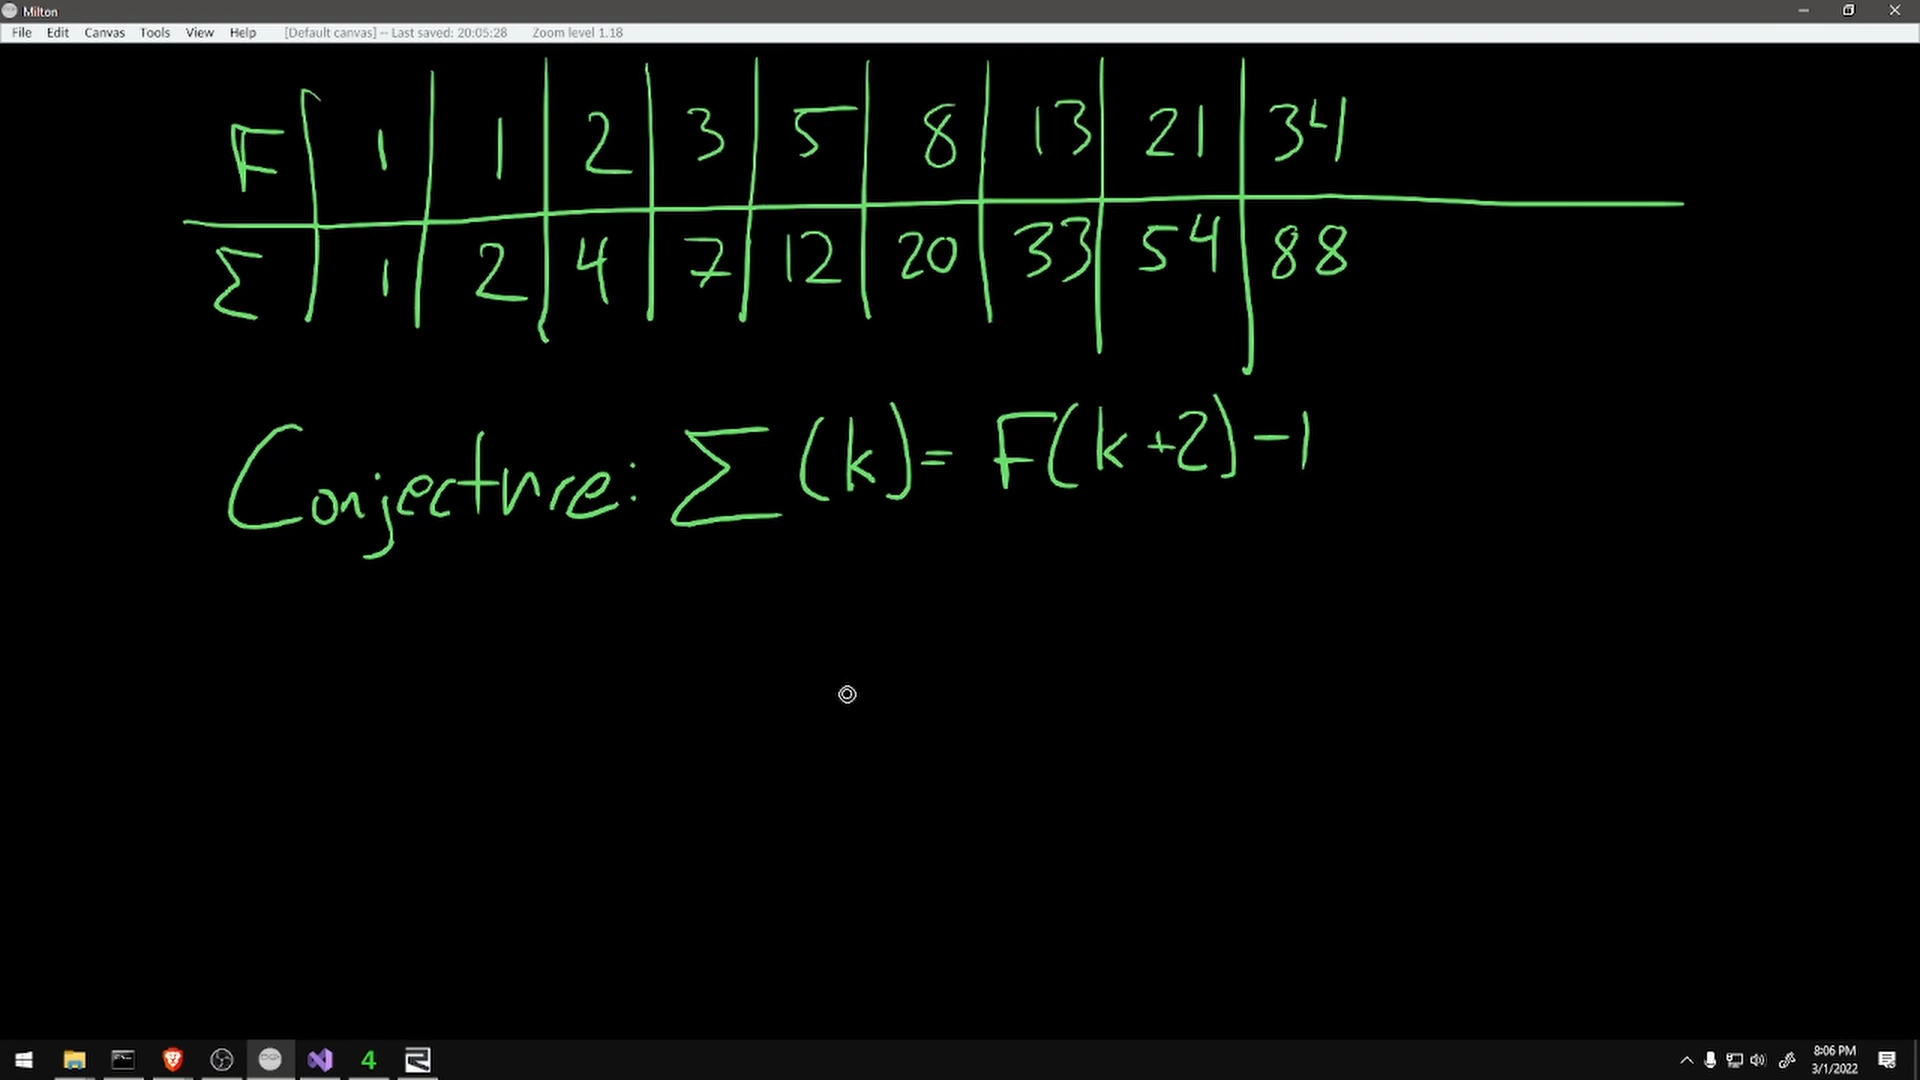 Milton
File Edit Canvas Tools View Help [Default canvas] -- Last saved: 20:05:28 Zoom level 1.18
F 1 1 2 3 5 8 13 21 34
Σ 1 2 4 7 12 20 33 54 88
Conjecture: Σ (k) = F(k+2) - 1
4
8:06 PM
3/1/2022